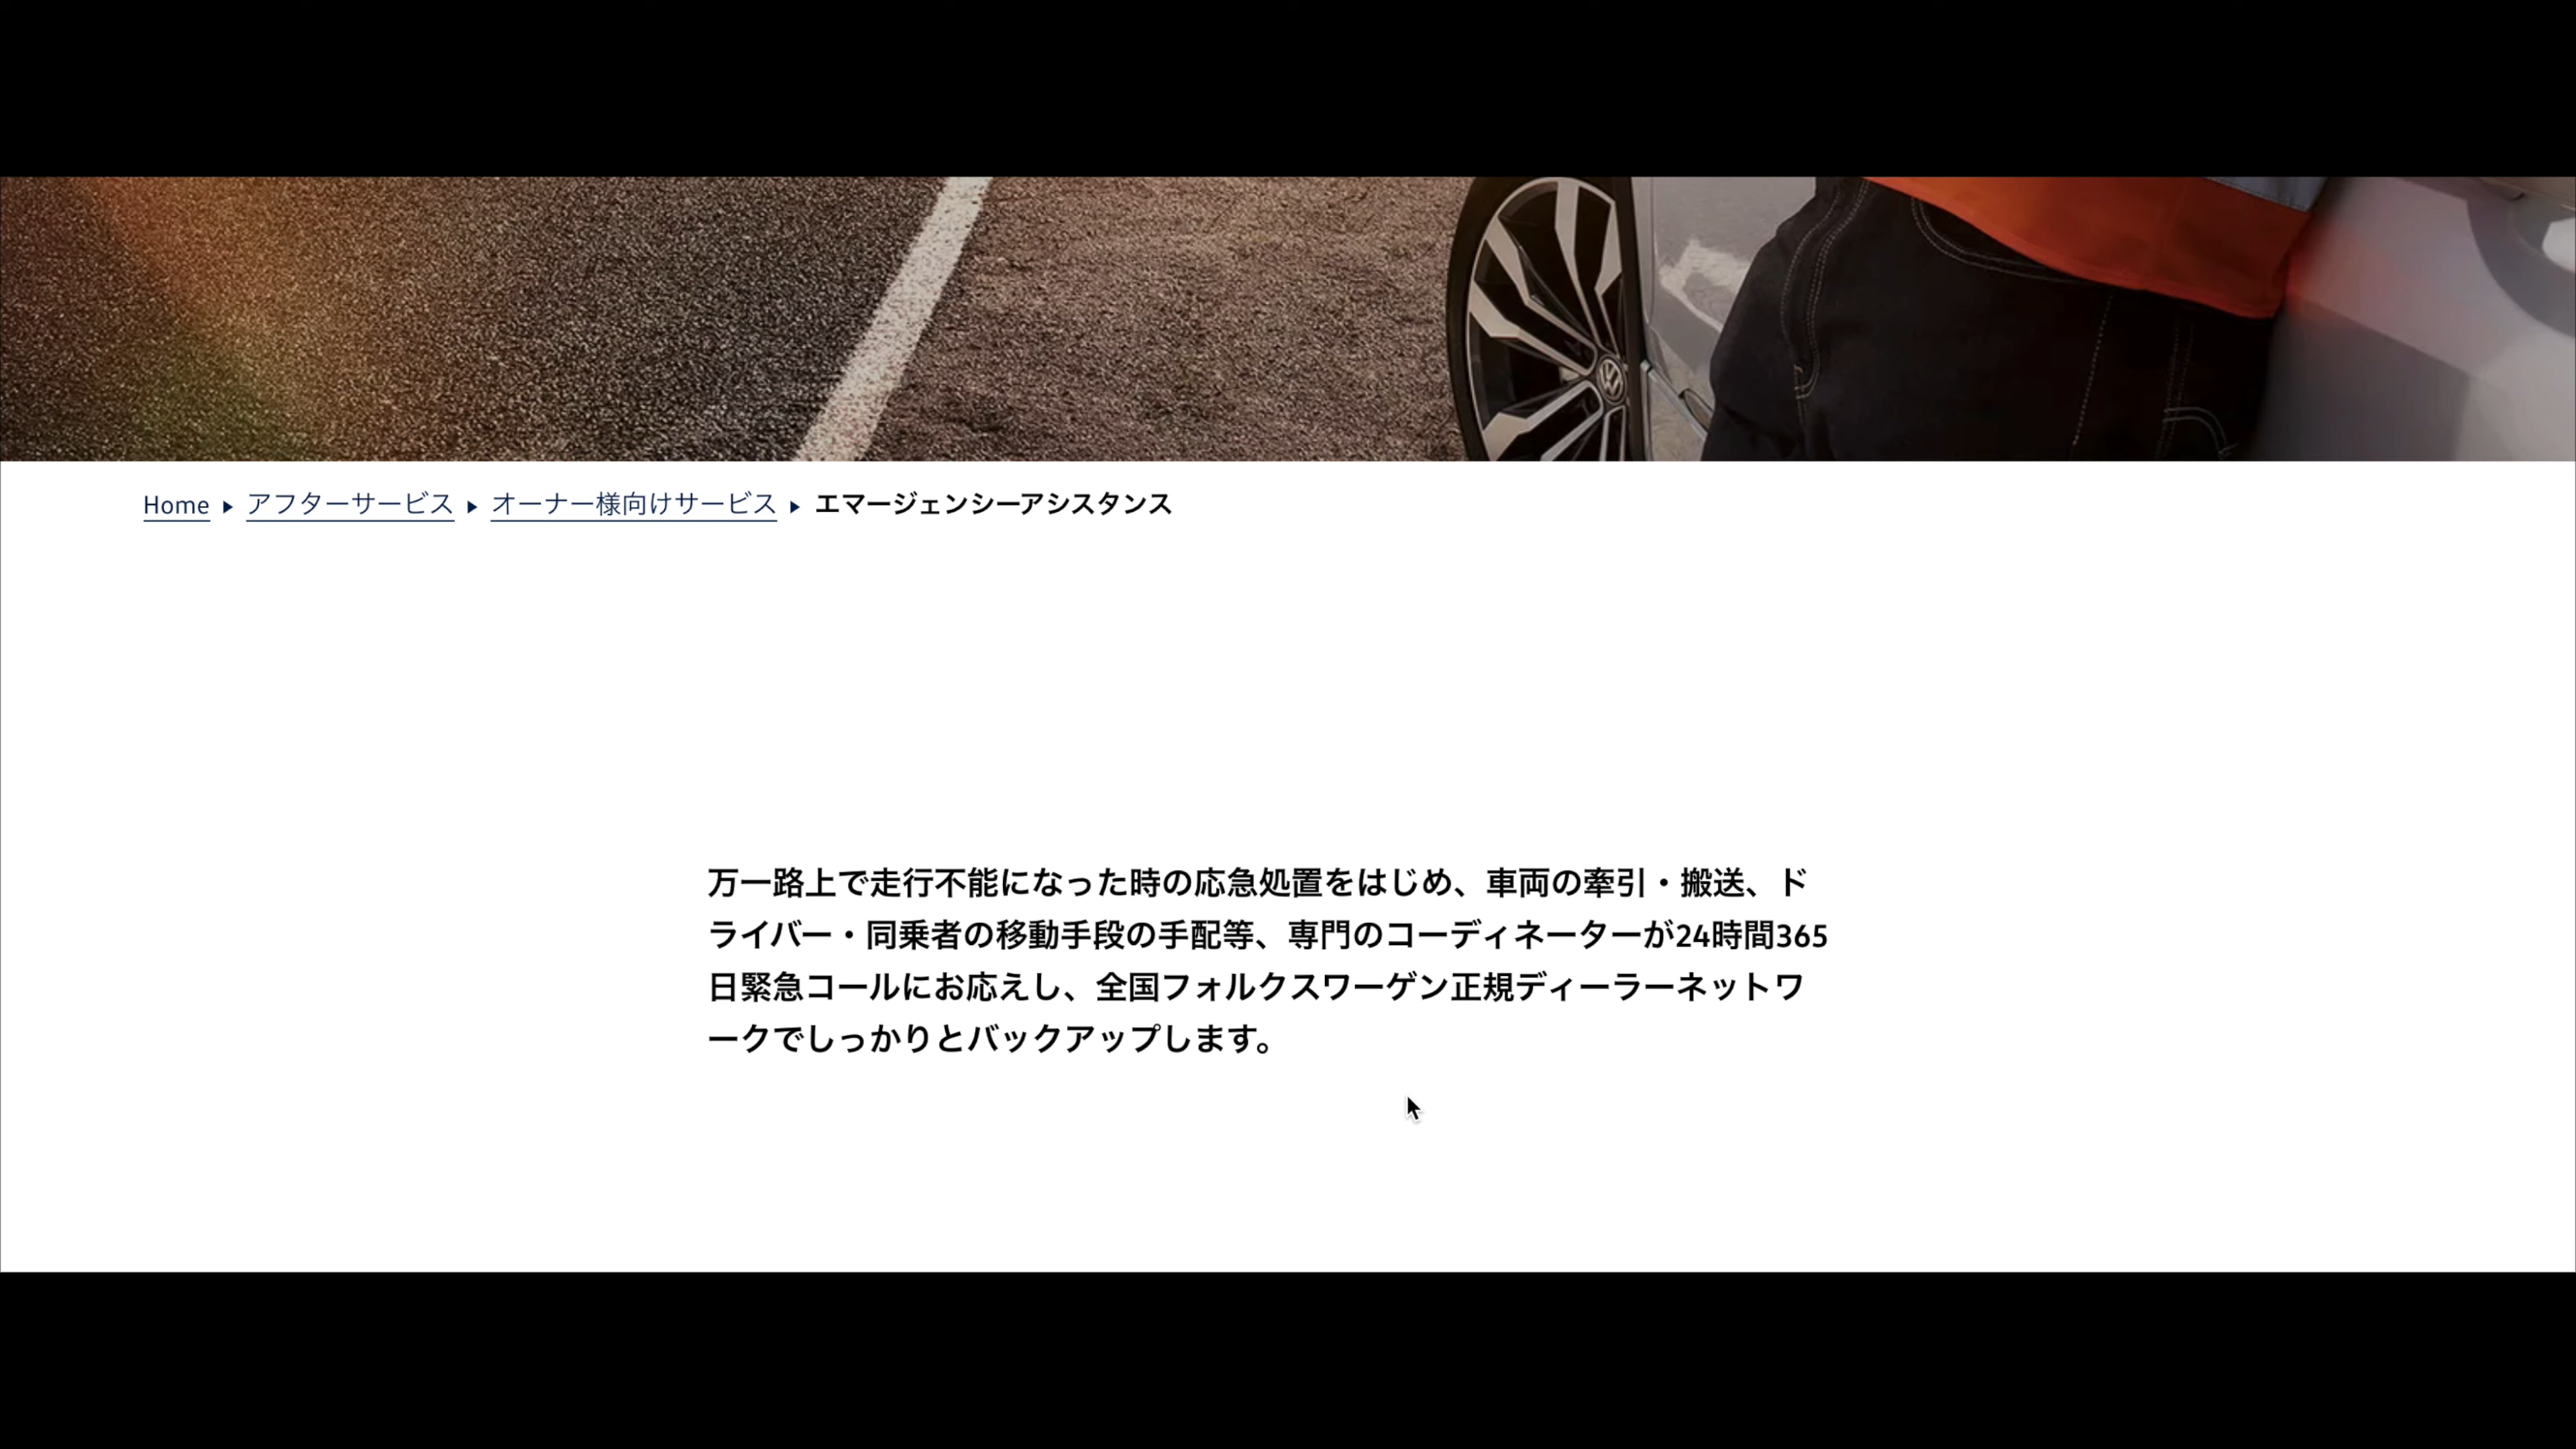 Home ▸ アフターサービス ▸ オーナー様向けサービス ▸ エマージェンシーアシスタンス
万一路上で走行不能になった時の応急処置をはじめ、車両の牽引・搬送、ド
ライバー・同乗者の移動手段の手配等、専門のコーディネーターが24時間365
日緊急コールにお応えし、全国フォルクスワーゲン正規ディーラーネットワ
ークでしっかりとバックアップします。